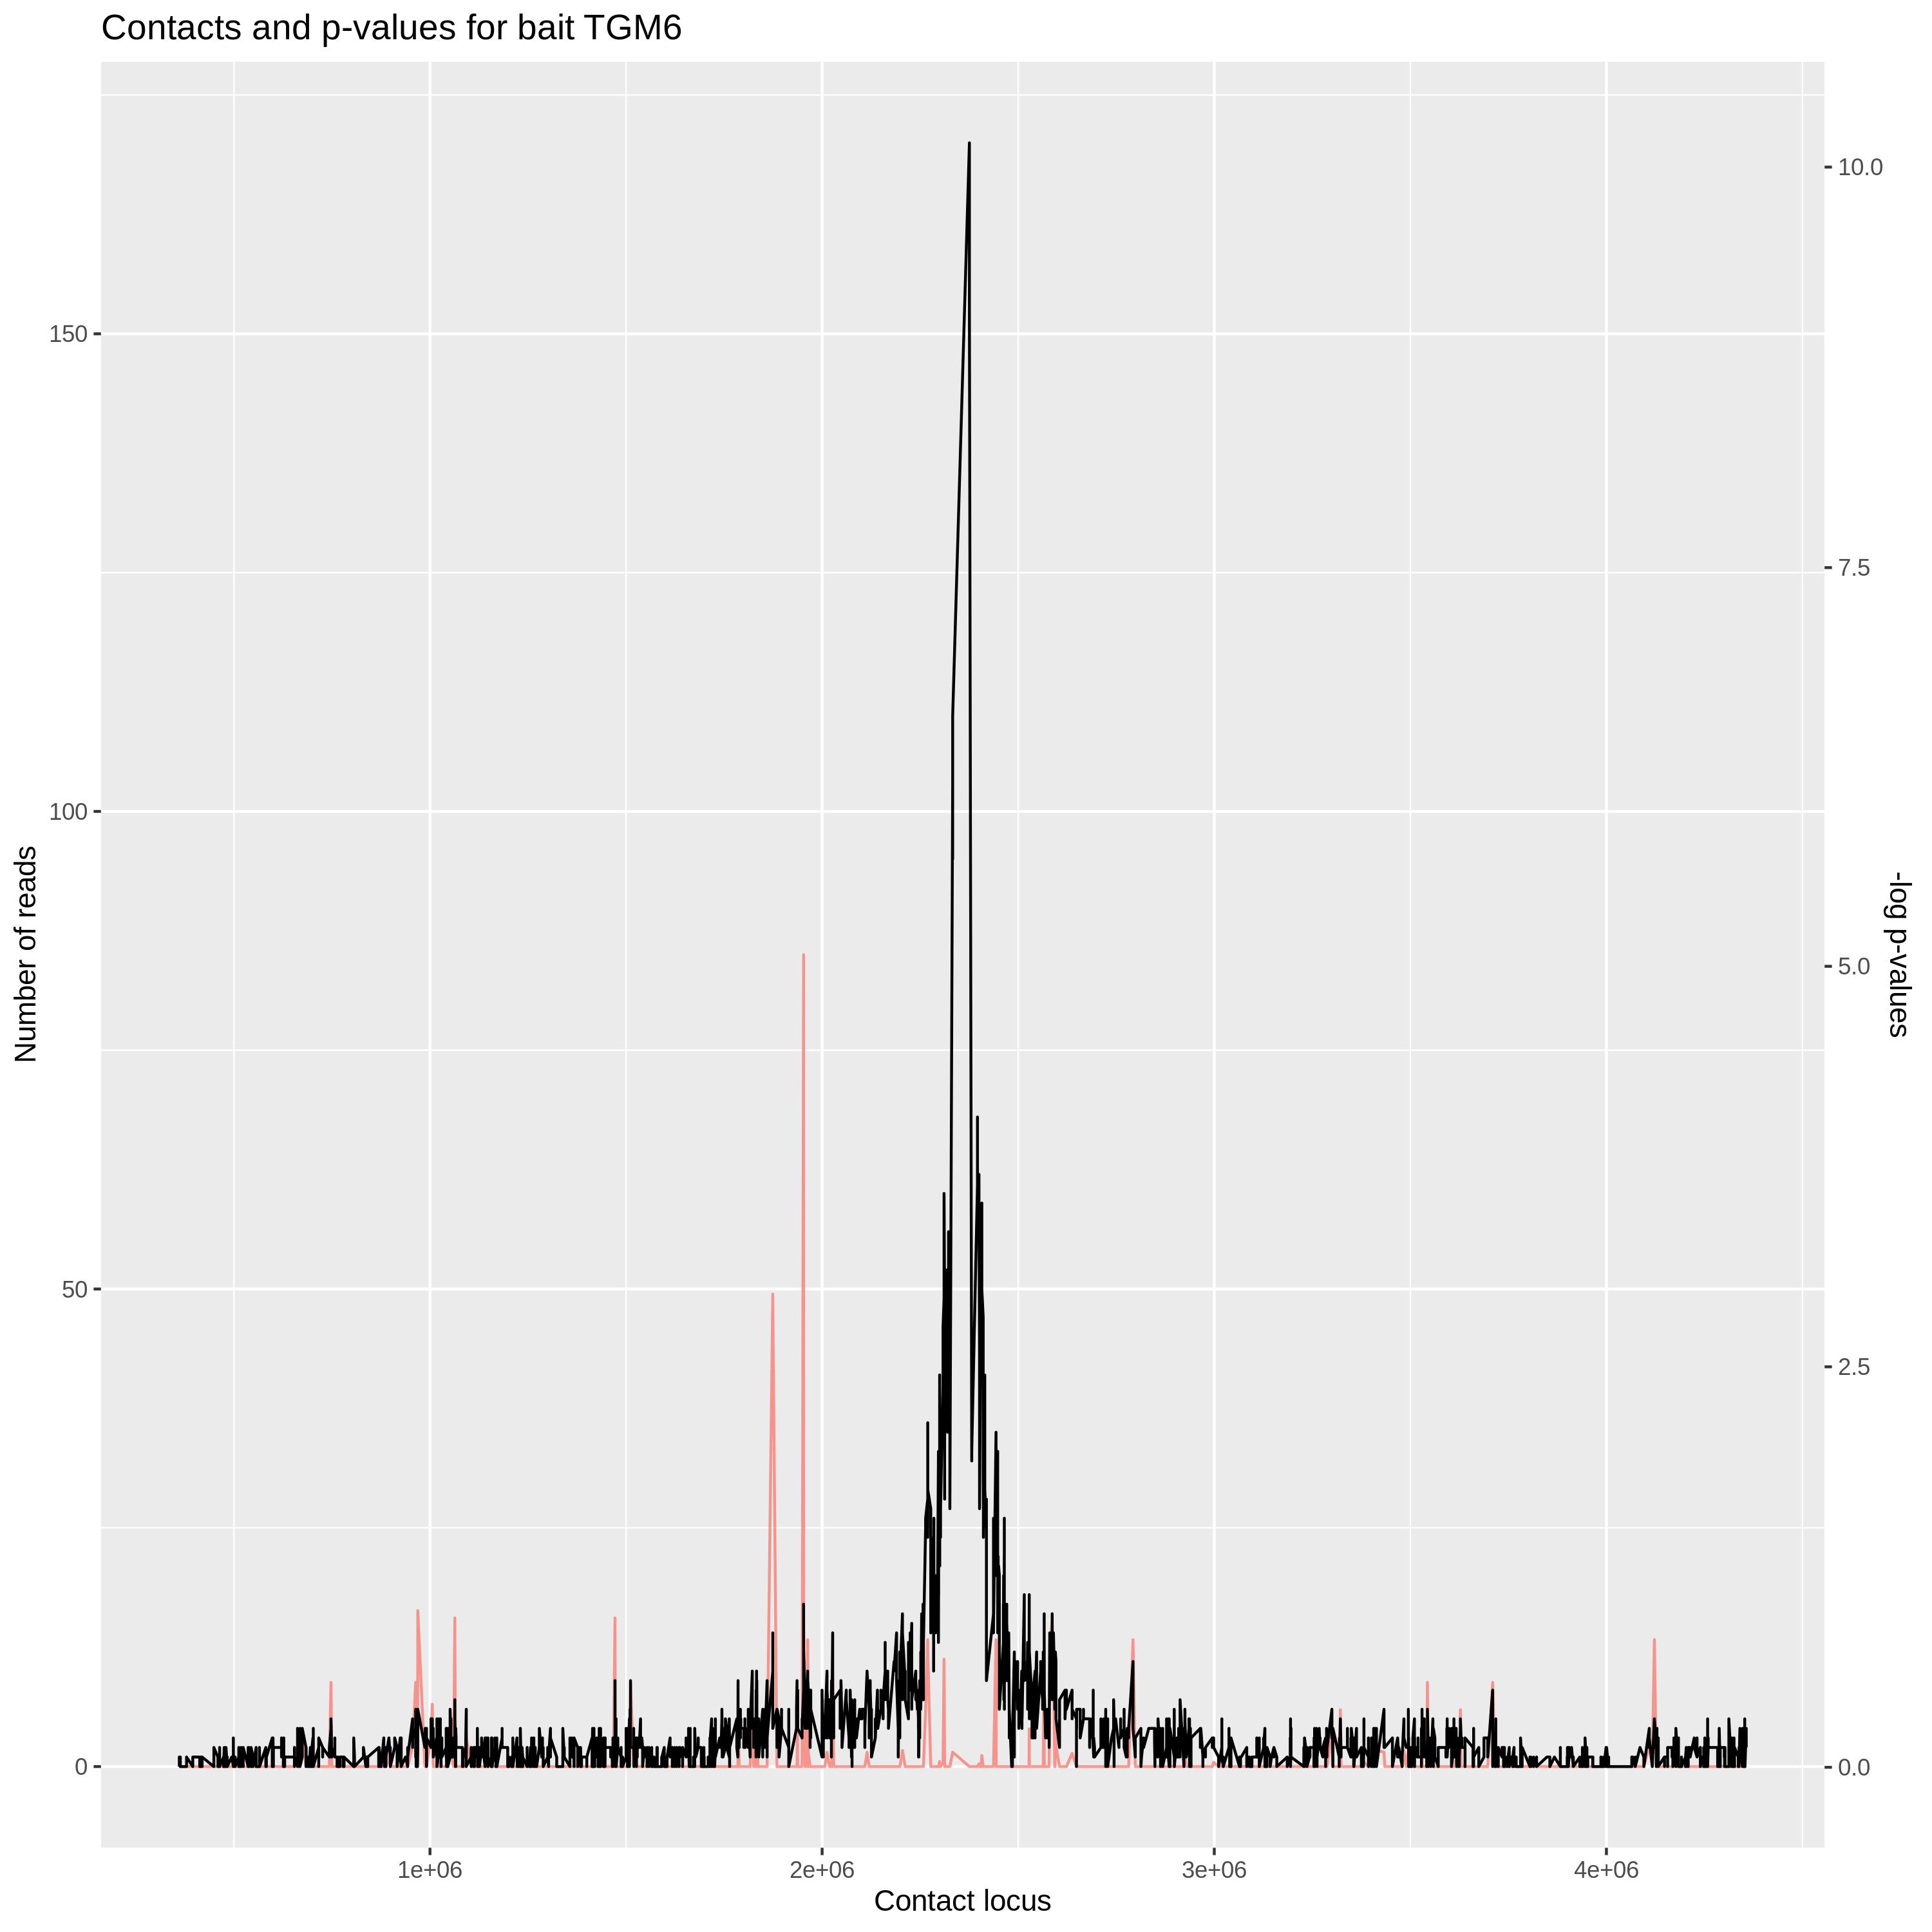 Contacts and p-values for bait TGM6
150
100
50
0
Number of reads
10.0
7.5
5.0
2.5
0.0
-log p-values
1e+06
2e+06
3e+06
4e+06
Contact locus